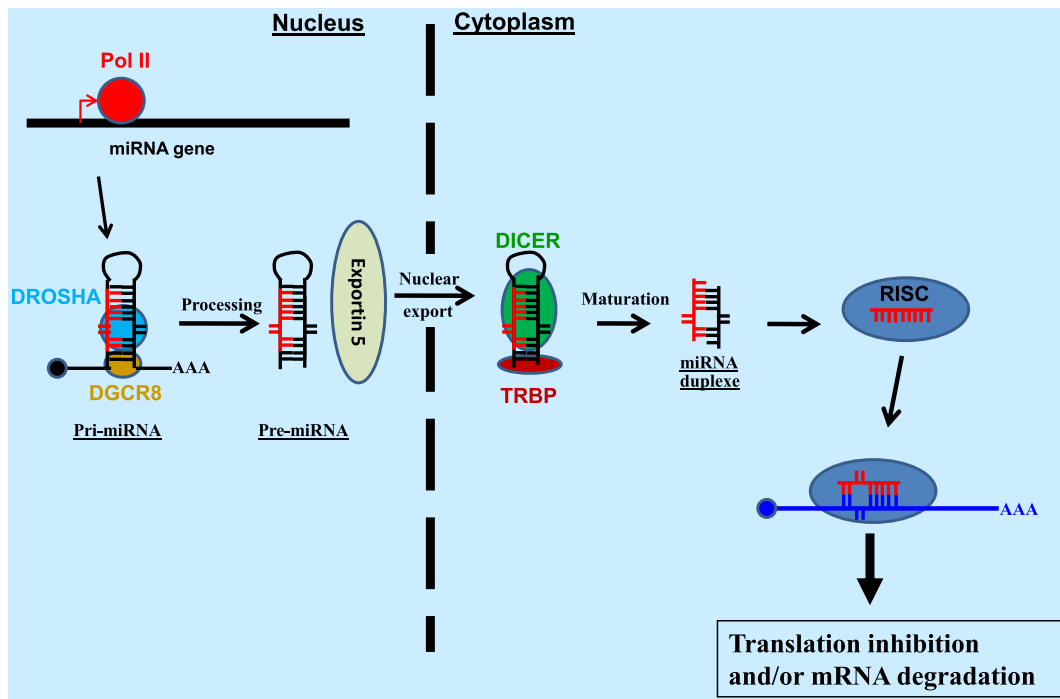 Nucleus
Cytoplasm
Pol II
miRNA gene
DROSHA
DGCR8
AAA
Pri-miRNA
Processing
Pre-miRNA
Exportin 5
Nuclear
export
DICER
TRBP
Maturation
miRNA
duplexe
RISC
AAA
Translation inhibition
and/or mRNA degradation